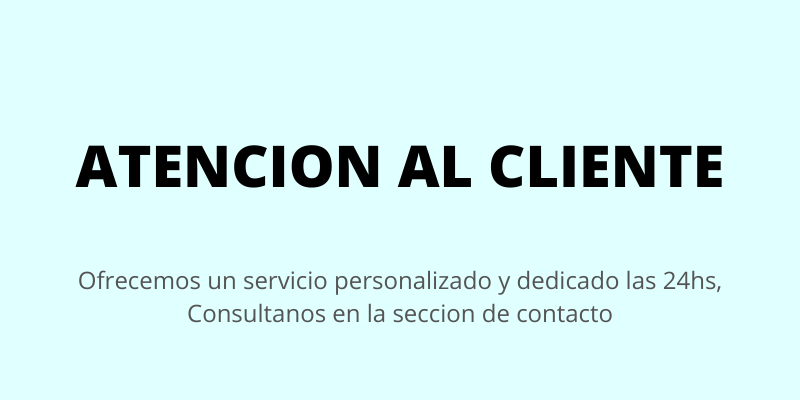 ATENCION AL CLIENTE
Ofrecemos un servicio personalizado y dedicado las 24hs,
Consultanos en la seccion de contacto